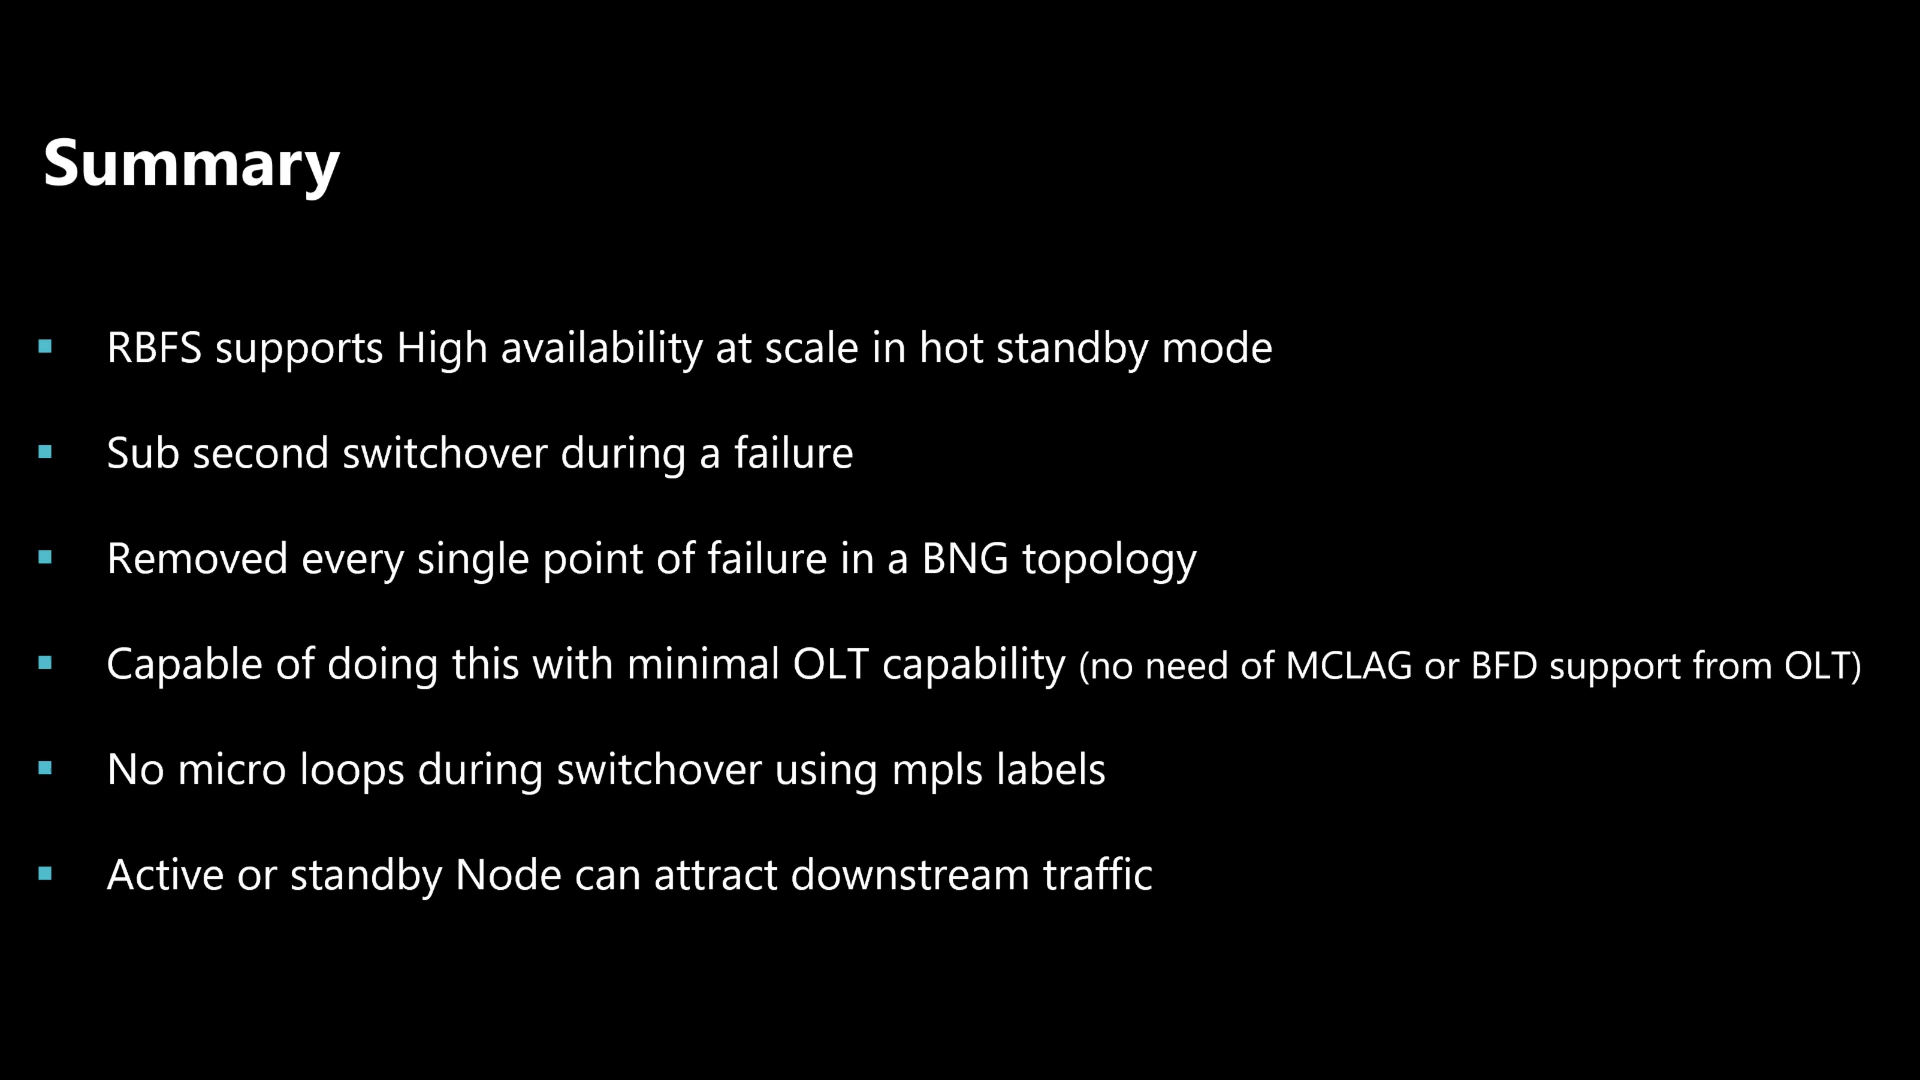 Summary
▪ RBFS supports High availability at scale in hot standby mode
▪ Sub second switchover during a failure
▪ Removed every single point of failure in a BNG topology
▪ Capable of doing this with minimal OLT capability (no need of MCLAG or BFD support from OLT)
▪ No micro loops during switchover using mpls labels
▪ Active or standby Node can attract downstream traffic